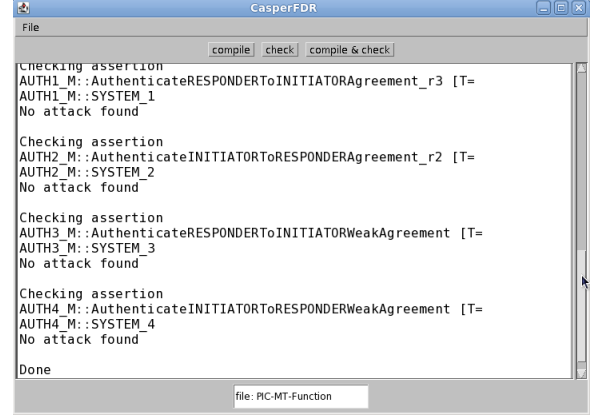 CasperFDR
File
compile check compile & check
Checking assertion
AUTH1_M::AuthenticateRESPONDERToINITIATORAgreement_r3 [T=
AUTH1_M::SYSTEM_1
No attack found
Checking assertion
AUTH2_M::AuthenticateINITIATORToRESPONDERAgreement_r2 [T=
AUTH2_M::SYSTEM_2
No attack found
Checking assertion
AUTH3_M::AuthenticateRESPONDERToINITIATORWeakAgreement [T=
AUTH3_M::SYSTEM_3
No attack found
Checking assertion
AUTH4_M::AuthenticateINITIATORToRESPONDERWeakAgreement [T=
AUTH4_M::SYSTEM_4
No attack found
Done
file: PIC-MT-Function